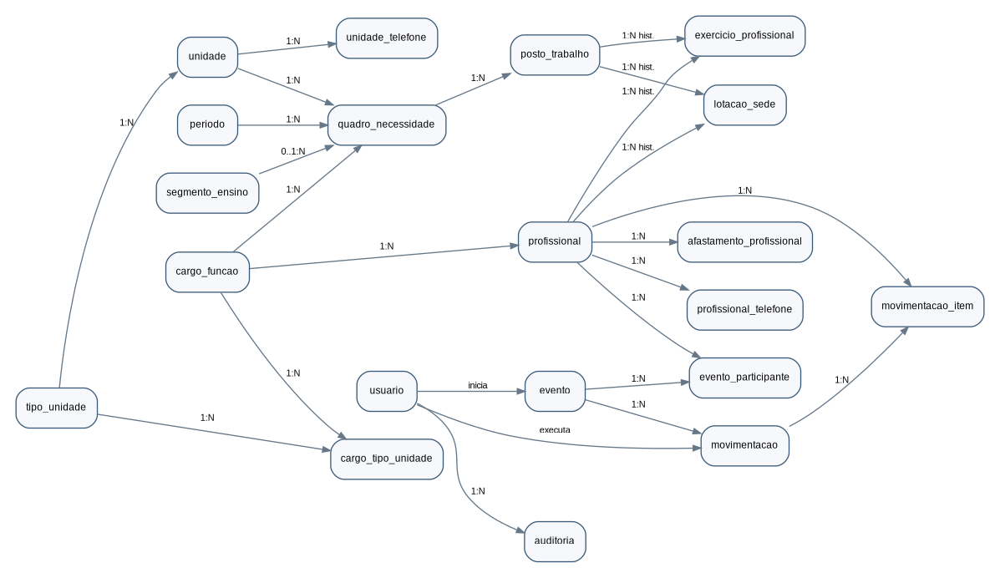 unidade_telefone
1:N
exercicio_profissional
1:N hist.
posto_trabalho
unidade
1:N hist.
1:N
1:N
1:N hist.
lotacao_sede
1:N
periodo
1:N
quadro_necessidade
1:N hist.
0..1:N
segmento_ensino
1:N
1:N
1:N
profissional
1:N
afastamento_profissional
1:N
cargo_funcao
1:N
profissional_telefone
movimentacao_item
1:N
1:N
evento_participante
1:N
1:N
usuario
inicia
evento
1:N
tipo_unidade
1:N
executa
movimentacao
cargo_tipo_unidade
1:N
auditoria